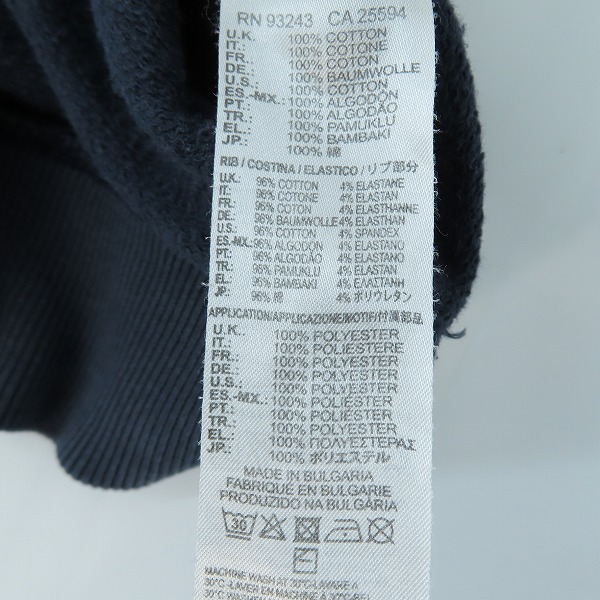 RN 93243 CA 25594
U.K.: 100% COTTON
IT.: 100% COTONE
FR.: 100% COTON
DE.: 100% BAUMWOLLE
U.S.: 100% COTTON
ES.-MX.: 100% ALGODÓN
PT.: 100% ALGODÃO
TR.: 100% PAMUKLU
EL.: 100% BAMBAKI
JP.: 100% 綿
RIB / COSTINA / ELASTICO / リブ部分
U.K.: 96% COTTON 4% ELASTANE
IT.: 96% COTONE 4% ELASTAN
FR.: 96% COTON 4% ELASTHANNE
DE.: 96% BAUMWOLLE 4% ELASTHAN
U.S.: 96% COTTON 4% SPANDEX
ES.-MX.: 96% ALGODÓN 4% ELASTANO
PT.: 96% ALGODÃO 4% ELASTANO
TR.: 96% PAMUKLU 4% ELASTAN
EL.: 96% BAMBAKI 4% ΕΛΑΣΤΑΝΗ
JP.: 96% 綿 4% ポリウレタン
APPLICATION/APPLICAZIONE/MOTIF/付属部品
U.K.: 100% POLYESTER
IT.: 100% POLIESTERE
FR.: 100% POLYESTER
DE.: 100% POLYESTER
U.S.: 100% POLYESTER
ES.-MX.: 100% POLIÉSTER
PT.: 100% POLIÉSTER
TR.: 100% POLYESTER
EL.: 100% ΠΟΛΥΕΣΤΕΡΑΣ
JP.: 100% ポリエステル
MADE IN BULGARIA
FABRIQUÉ EN BULGARIE
PRODUZIDO NA BULGÁRIA
30
MACHINE WASH AT 30°C-LAVARE A
30°C-LAVER EN MACHINE À 30°C-BEI